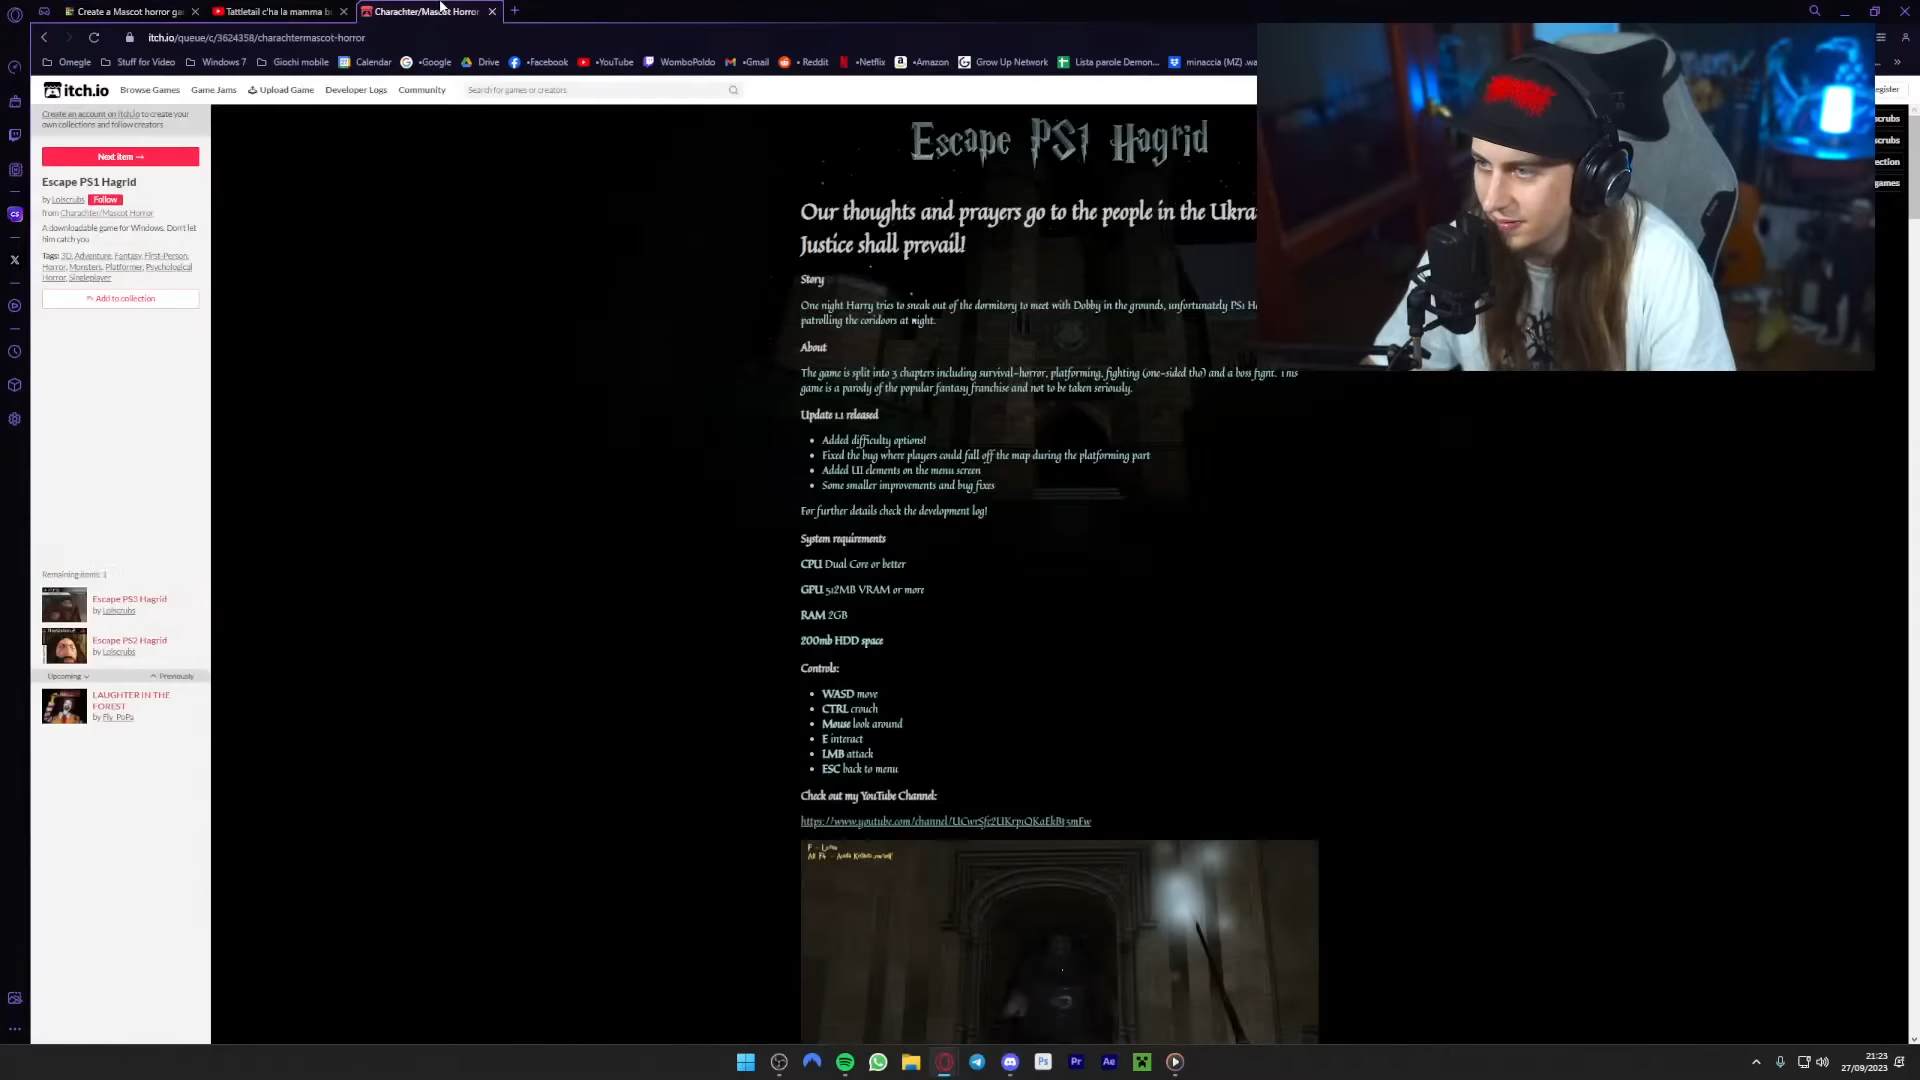 Create a Mascot horror ga
Tattletail c'ha la mamma b
Charachter/Mascot Horror
itch.io/queue/c/3624358/charachtermascot-horror
Omegle
Stuff for Video
Windows 7
Giochi mobile
Calendar
•Google
Drive
•Facebook
•YouTube
WomboPoldo
•Gmail
• Reddit
•Netflix
•Amazon
Grow Up Network
Lista parole Demon...
minaccia (MZ) .wa
itch.io
Browse Games
Game Jams
Upload Game
Developer Logs
Community
Search for games or creators
egister
Create an account on itch.io to create your
own collections and follow creators
Next item →
Escape PS1 Hagrid
by Loiscrubs Follow
from Charachter/Mascot Horror
A downloadable game for Windows. Don't let
him catch you
Tags: 3D, Adventure, Fantasy, First-Person,
Horror, Monsters, Platformer, Psychological
Horror, Singleplayer
Add to collection
Remaining items: 1
Escape PS3 Hagrid
by Loiscrubs
Escape PS2 Hagrid
by Loiscrubs
Upcoming
Previously
LAUGHTER IN THE
FOREST
by Fly_PoPa
Escape PS1 Hagrid
Our thoughts and prayers go to the people in the Ukra
Justice shall prevail!
Story
One night Harry tries to sneak out of the dormitory to meet with Dobby in the grounds, unfortunately PS1 H
patrolling the coridoors at night.
About
The game is split into 3 chapters including survival-horror, platforming, fighting (one-sided tho) and a boss fight. This
game is a parody of the popular fantasy franchise and not to be taken seriously.
Update 1.1 released
• Added difficulty options!
• Fixed the bug where players could fall off the map during the platforming part
• Added UI elements on the menu screen
• Some smaller improvements and bug fixes
For further details check the development log!
System requirements
CPU Dual Core or better
GPU 512MB VRAM or more
RAM 2GB
200mb HDD space
Controls:
• WASD move
• CTRL crouch
• Mouse look around
• E interact
• LMB attack
• ESC back to menu
Check out my YouTube Channel:
scrubs
scrubs
ection
games
21:23
27/09/2023